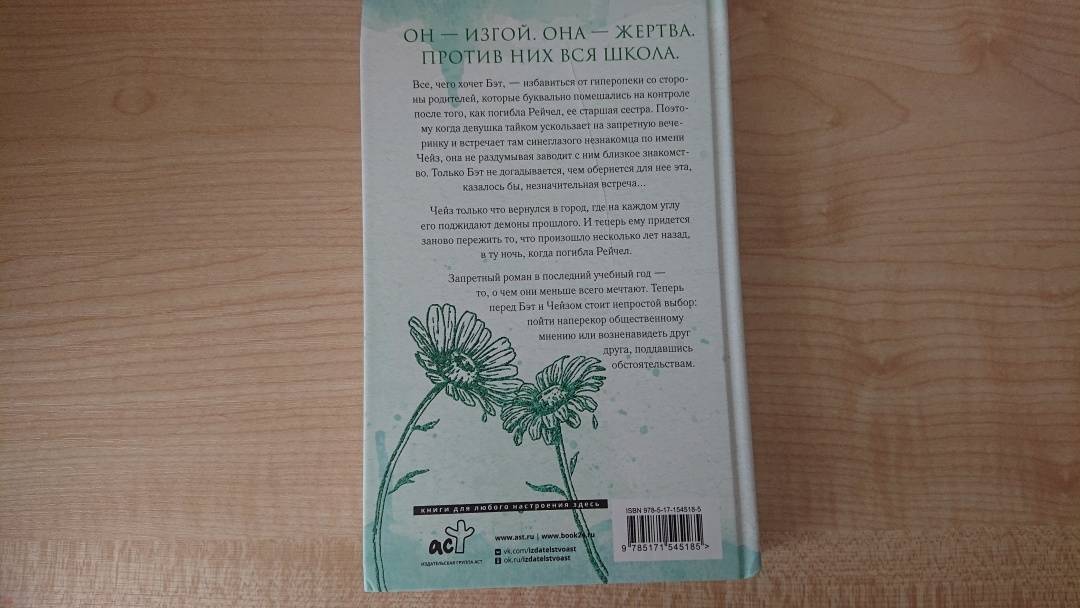 ОН — ИЗГОЙ. ОНА — ЖЕРТВА.
ПРОТИВ НИХ ВСЯ ШКОЛА.
Все, чего хочет Бэт, — избавиться от гиперопеки со сторо-
ны родителей, которые буквально помешались на контроле
после того, как погибла Рейчел, ее старшая сестра. Поэто-
му когда девушка тайком ускользает на запретную вече-
ринку и встречает там синеглазого незнакомца по имени
Чейз, она не раздумывая заводит с ним близкое знакомст-
во. Только Бэт не догадывается, чем обернется для нее эта,
казалось бы, незначительная встреча...
Чейз только что вернулся в город, где на каждом углу
его поджидают демоны прошлого. И теперь ему придется
заново пережить то, что произошло несколько лет назад,
в ту ночь, когда погибла Рейчел.
Запретный роман в последний учебный год —
то, о чем они меньше всего мечтают. Теперь
перед Бэт и Чейзом стоит непростой выбор:
пойти наперекор общественному
мнению или возненавидеть друг
друга, поддавшись
обстоятельствам.
книги для любого настроения здесь
аст
ИЗДАТЕЛЬСКАЯ ГРУППА АСТ
www.ast.ru | www.book24.ru
vk.com/izdatelstvoast
ok.ru/izdatelstvoast
ISBN 978-5-17-154518-5
9 785171 545185 >